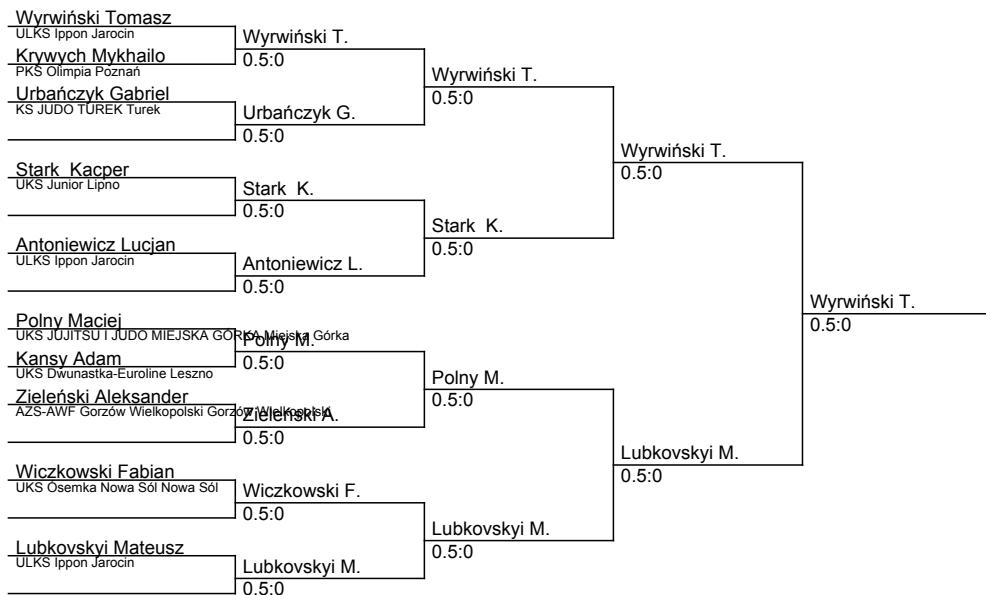 Wyrwiński Tomasz
ULKS Ippon Jarocin
Krywych Mykhailo
PKS Olimpia Poznań
Urbańczyk Gabriel
KS JUDO TUREK Turek
Stark  Kacper
UKS Junior Lipno
Antoniewicz Lucjan
ULKS Ippon Jarocin
Polny Maciej
UKS JUJITSU I JUDO MIEJSKA GÓRKA Miejska Górka
Kansy Adam
UKS Dwunastka-Euroline Leszno
Zieleński Aleksander
AZS-AWF Gorzów Wielkopolski Gorzów Wielkopolski
Wiczkowski Fabian
UKS Ósemka Nowa Sól Nowa Sól
Lubkovskyi Mateusz
ULKS Ippon Jarocin
Wyrwiński T.
0.5:0
Urbańczyk G.
0.5:0
Stark  K.
0.5:0
Antoniewicz L.
0.5:0
Polny M.
0.5:0
Zieleński A.
0.5:0
Wiczkowski F.
0.5:0
Lubkovskyi M.
0.5:0
Wyrwiński T.
0.5:0
Stark  K.
0.5:0
Polny M.
0.5:0
Lubkovskyi M.
0.5:0
Wyrwiński T.
0.5:0
Lubkovskyi M.
0.5:0
Wyrwiński T.
0.5:0